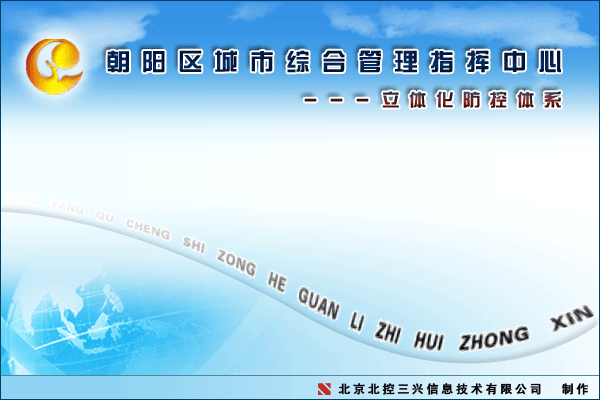 朝阳区城市综合管理指挥中心
---立体化防控体系
YANG QU CHENG SHI ZONG HE GUAN LI ZHI HUI ZHONG XIN
北京北控三兴信息技术有限公司 制作